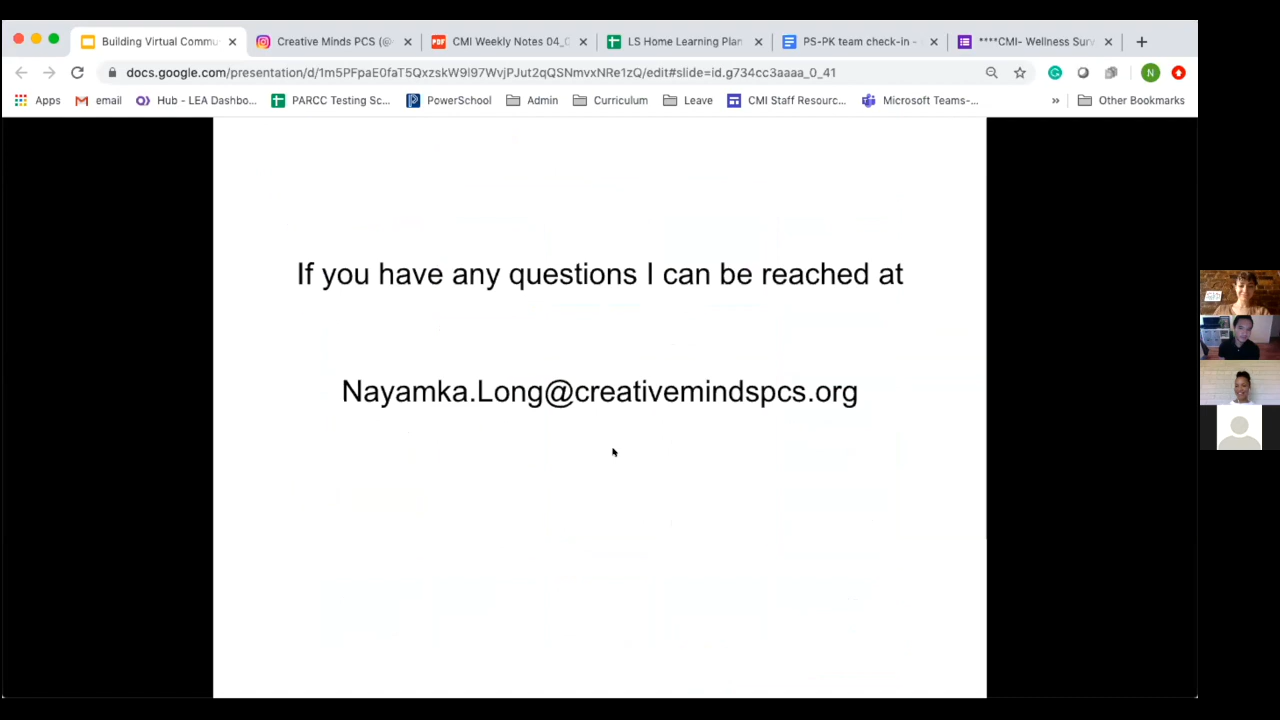 Building Virtual Commu
Creative Minds PCS (@
CMI Weekly Notes 04_
LS Home Learning Plan
PS-PK team check-in -
****CMI- Wellness Surv
docs.google.com/presentation/d/1m5PFpaE0faT5QxzskW9l97WvjPJut2qQSNmvxNRe1zQ/edit#slide=id.g734cc3aaaa_0_41
N
Apps
email
Hub - LEA Dashbo...
PARCC Testing Sc...
PowerSchool
Admin
Curriculum
Leave
CMI Staff Resourc...
Microsoft Teams-...
Other Bookmarks
If you have any questions I can be reached at
Nayamka.Long@creativemindspcs.org